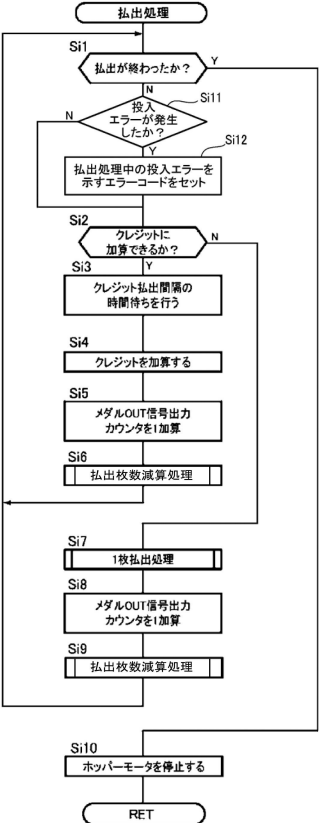 払出処理
Si1
払出が終わったか?
Y
N
Si11
投入
エラーが発生
したか?
N
Y
Si12
払出処理中の投入エラーを
示すエラーコードをセット
Si2
クレジットに
加算できるか?
N
Y
Si3
クレジット払出間隔の
時間待ちを行う
Si4
クレジットを加算する
Si5
メダルOUT信号出力
カウンタを1加算
Si6
払出枚数減算処理
Si7
1枚払出処理
Si8
メダルOUT信号出力
カウンタを1加算
Si9
払出枚数減算処理
Si10
ホッパーモータを停止する
RET